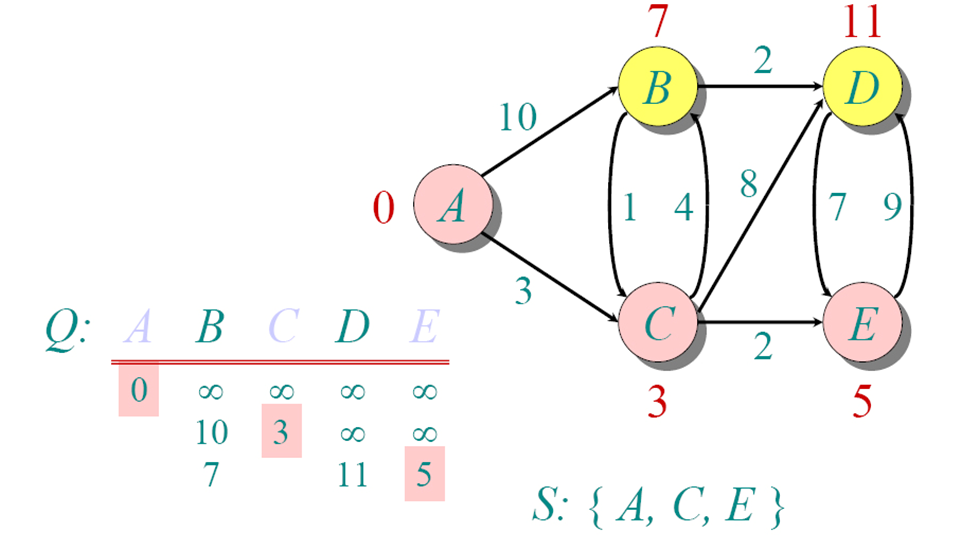 7 11
B 2 D
10
A 0 1 4 8 7 9
3
C 2 E
3 5
Q: A B C D E
0 ∞ ∞ ∞ ∞
10 3 ∞ ∞
7 11 5
S: { A, C, E }